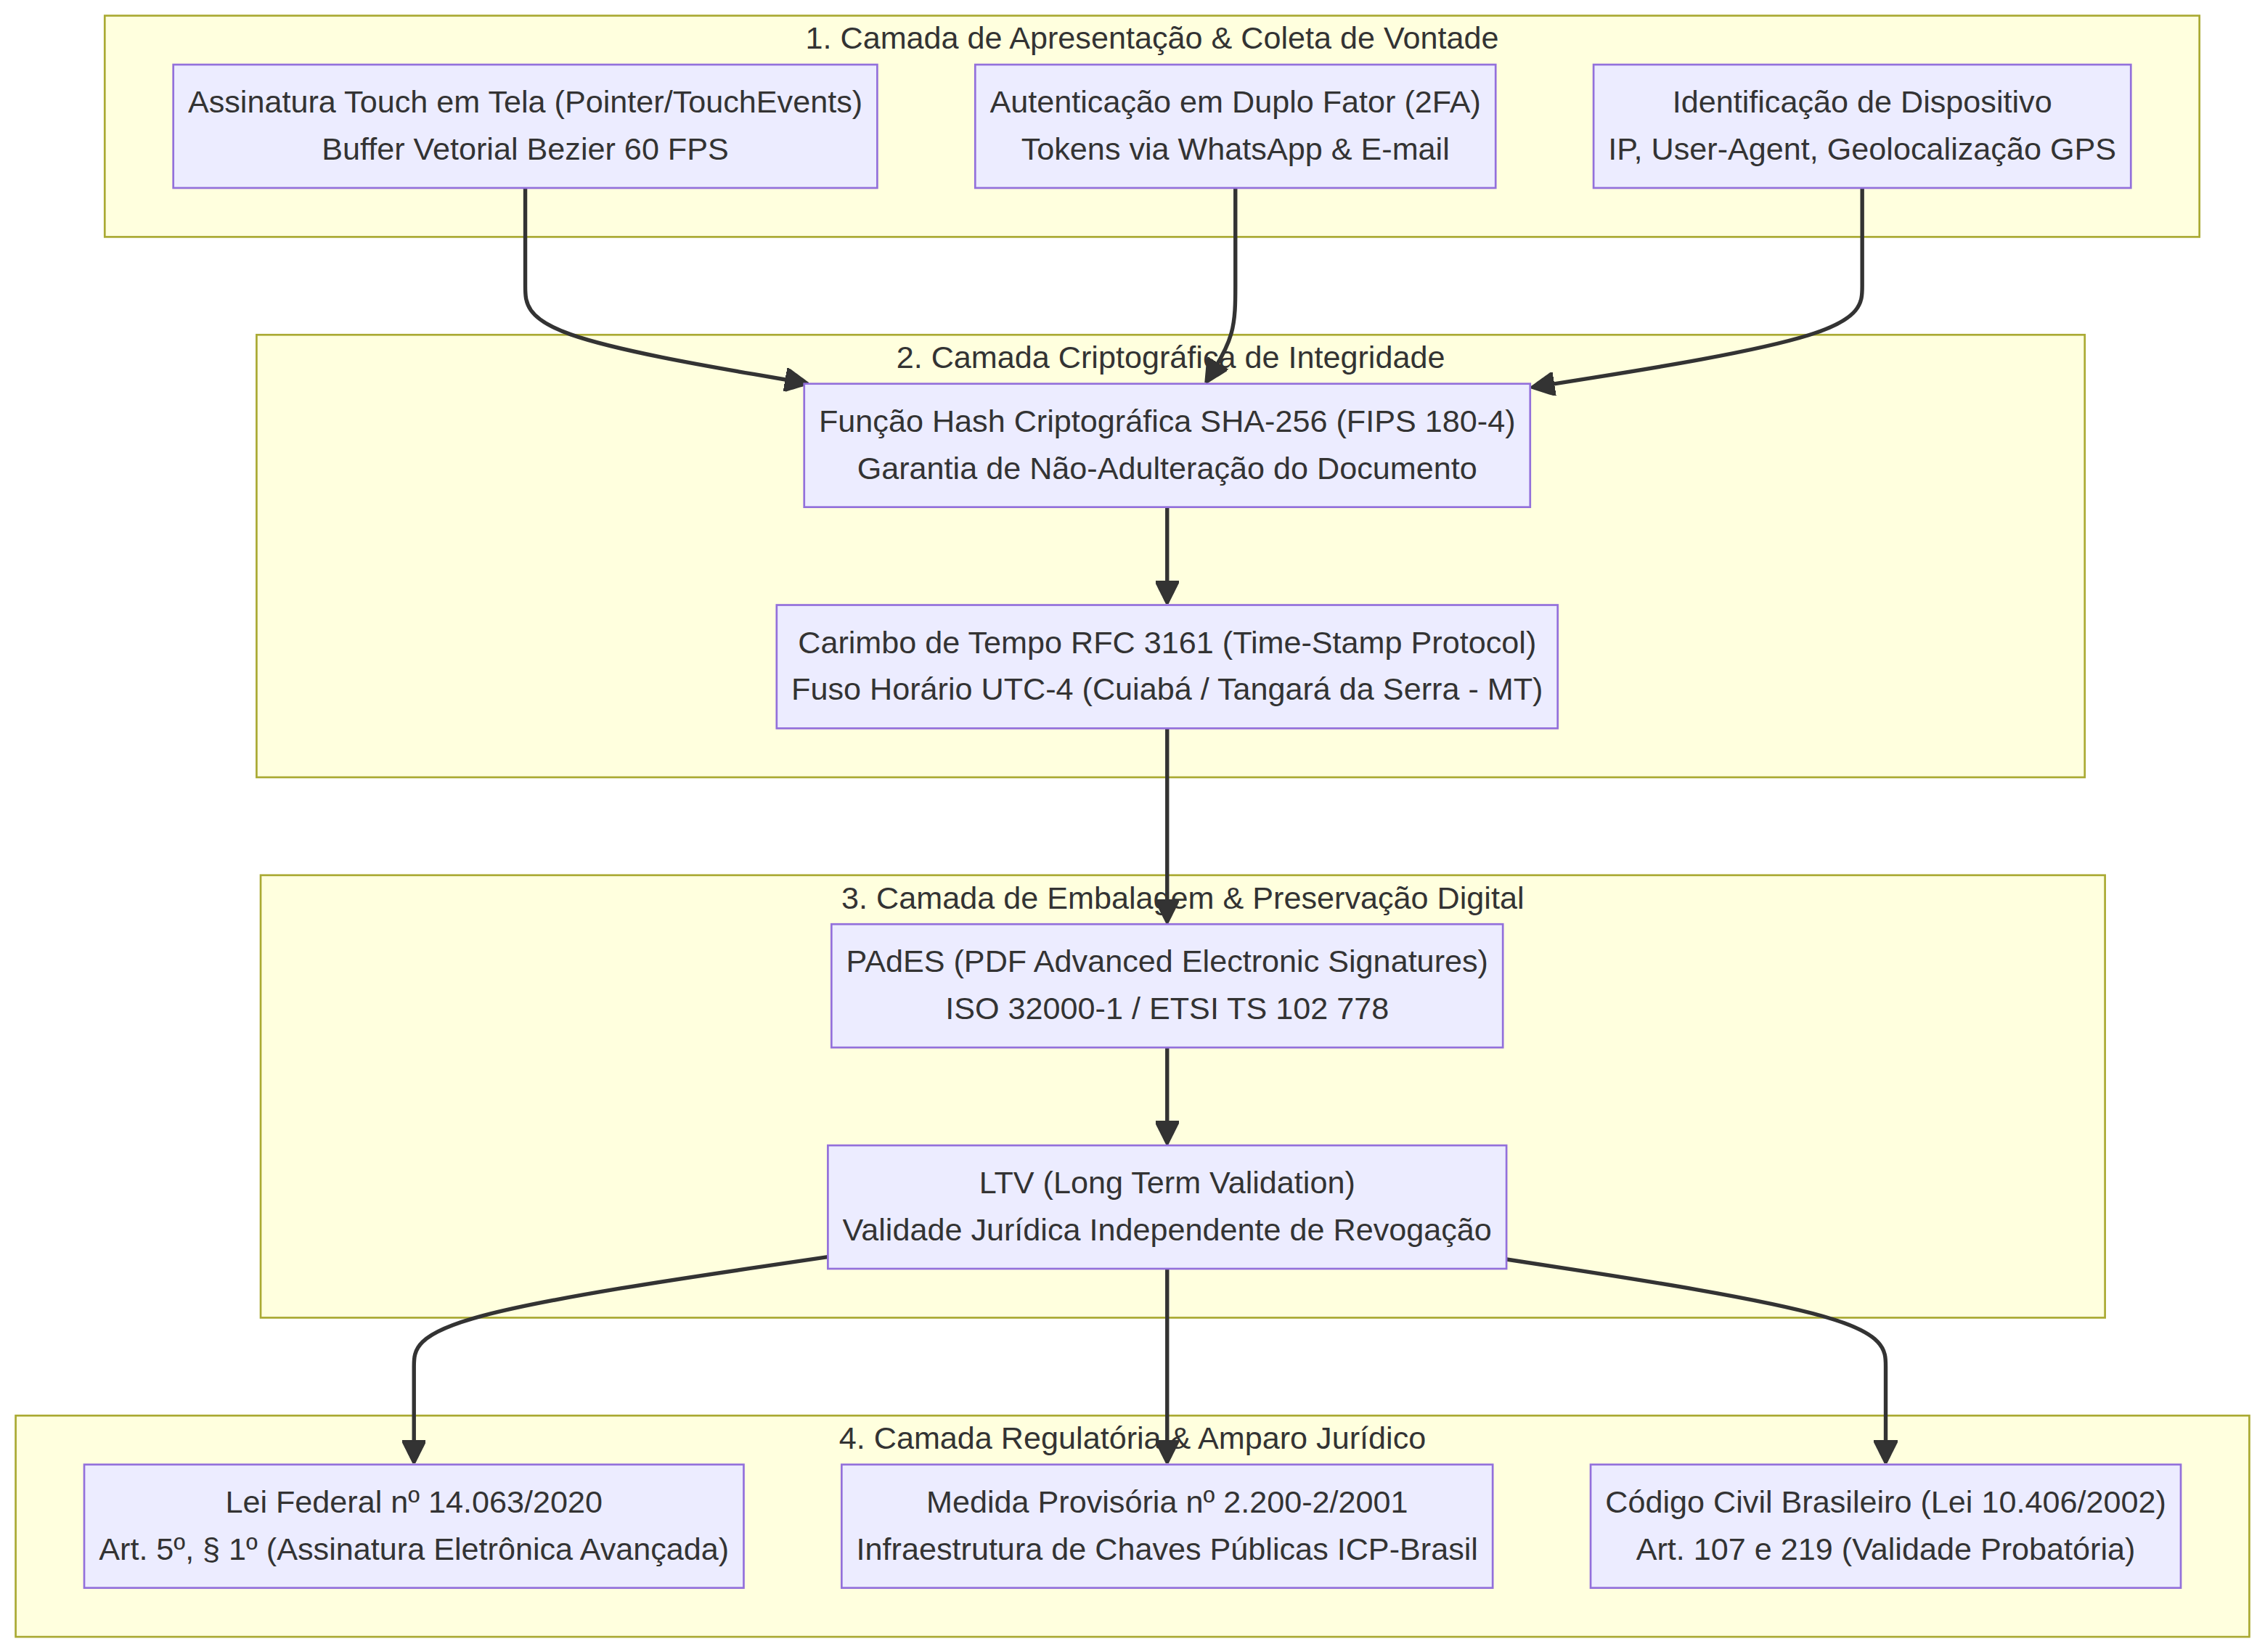 1. Camada de Apresentação & Coleta de Vontade
Assinatura Touch em Tela (Pointer/TouchEvents)
Buffer Vetorial Bezier 60 FPS
Autenticação em Duplo Fator (2FA)
Tokens via WhatsApp & E-mail
Identificação de Dispositivo
IP, User-Agent, Geolocalização GPS
2. Camada Criptográfica de Integridade
Função Hash Criptográfica SHA-256 (FIPS 180-4)
Garantia de Não-Adulteração do Documento
Carimbo de Tempo RFC 3161 (Time-Stamp Protocol)
Fuso Horário UTC-4 (Cuiabá / Tangará da Serra - MT)
3. Camada de Embalagem & Preservação Digital
PAdES (PDF Advanced Electronic Signatures)
ISO 32000-1 / ETSI TS 102 778
LTV (Long Term Validation)
Validade Jurídica Independente de Revogação
4. Camada Regulatória & Amparo Jurídico
Lei Federal nº 14.063/2020
Art. 5º, § 1º (Assinatura Eletrônica Avançada)
Medida Provisória nº 2.200-2/2001
Infraestrutura de Chaves Públicas ICP-Brasil
Código Civil Brasileiro (Lei 10.406/2002)
Art. 107 e 219 (Validade Probatória)